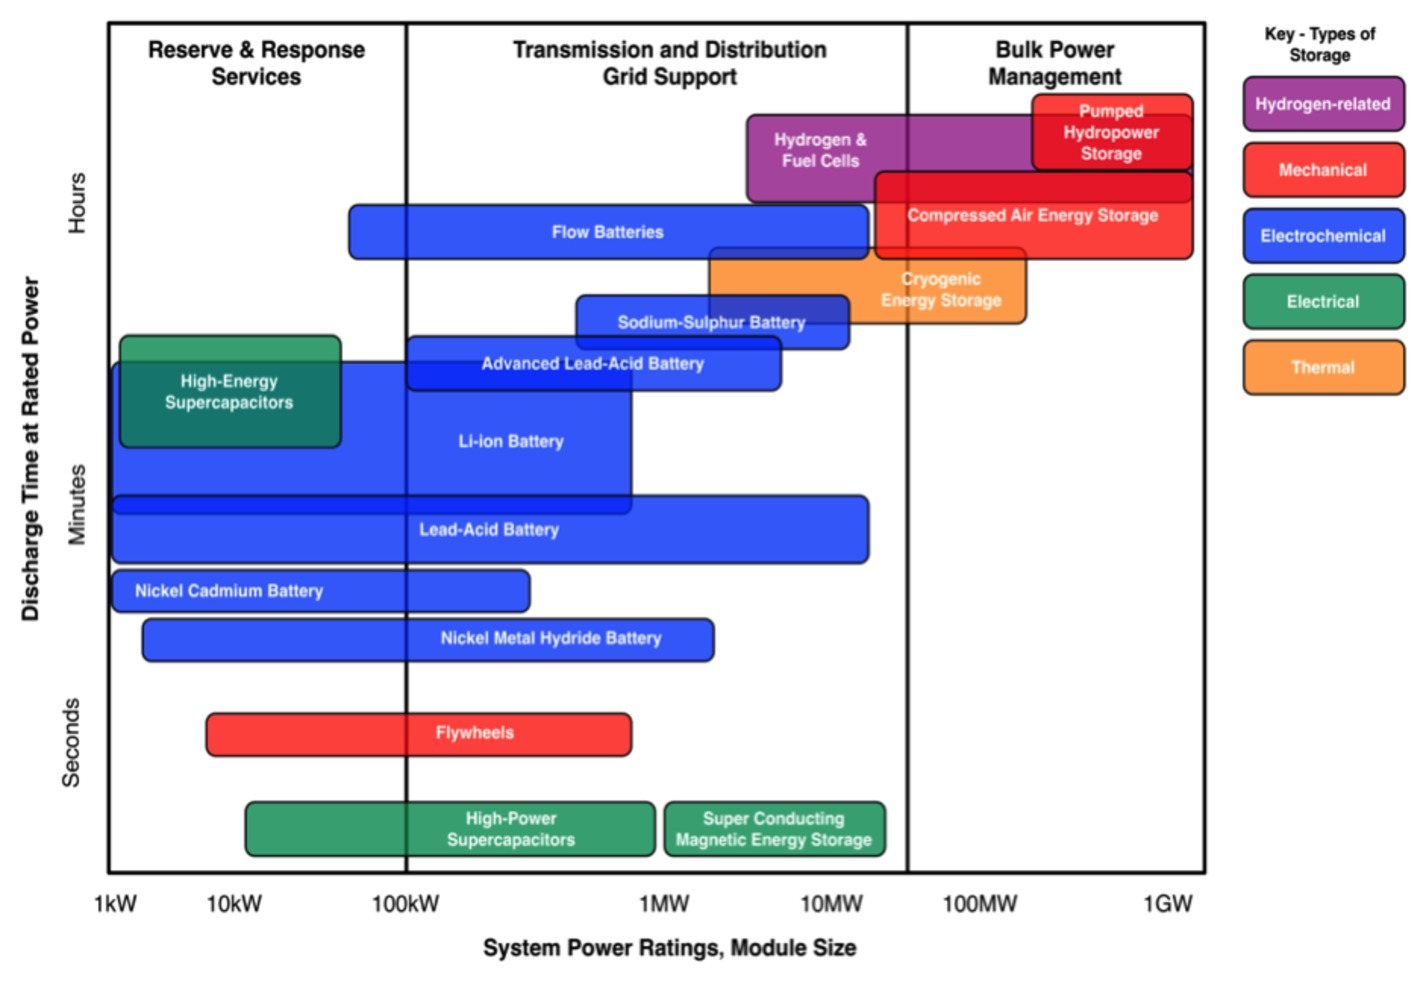 Reserve & Response
Services
Transmission and Distribution
Grid Support
Bulk Power
Management
Key - Types of
Storage
Hydrogen-related
Mechanical
Electrochemical
Electrical
Thermal
Pumped
Hydropower
Storage
Hydrogen &
Fuel Cells
Compressed Air Energy Storage
Flow Batteries
Cryogenic
Energy Storage
Sodium-Sulphur Battery
Advanced Lead-Acid Battery
High-Energy
Supercapacitors
Li-ion Battery
Lead-Acid Battery
Nickel Cadmium Battery
Nickel Metal Hydride Battery
Flywheels
High-Power
Supercapacitors
Super Conducting
Magnetic Energy Storage
Discharge Time at Rated Power
Hours
Minutes
Seconds
1kW 10kW 100kW 1MW 10MW 100MW 1GW
System Power Ratings, Module Size